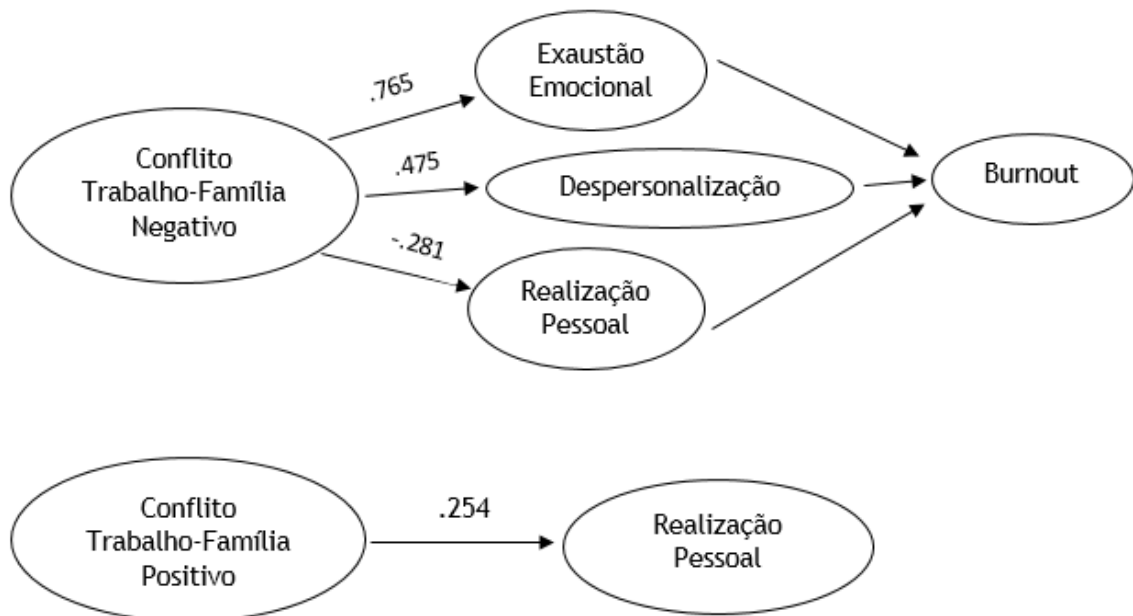 Exaustão
Emocional
.765
Conflito
Trabalho-Família
Negativo
.475
Despersonalização
Burnout
-.281
Realização
Pessoal
Conflito
Trabalho-Família
Positivo
.254
Realização
Pessoal